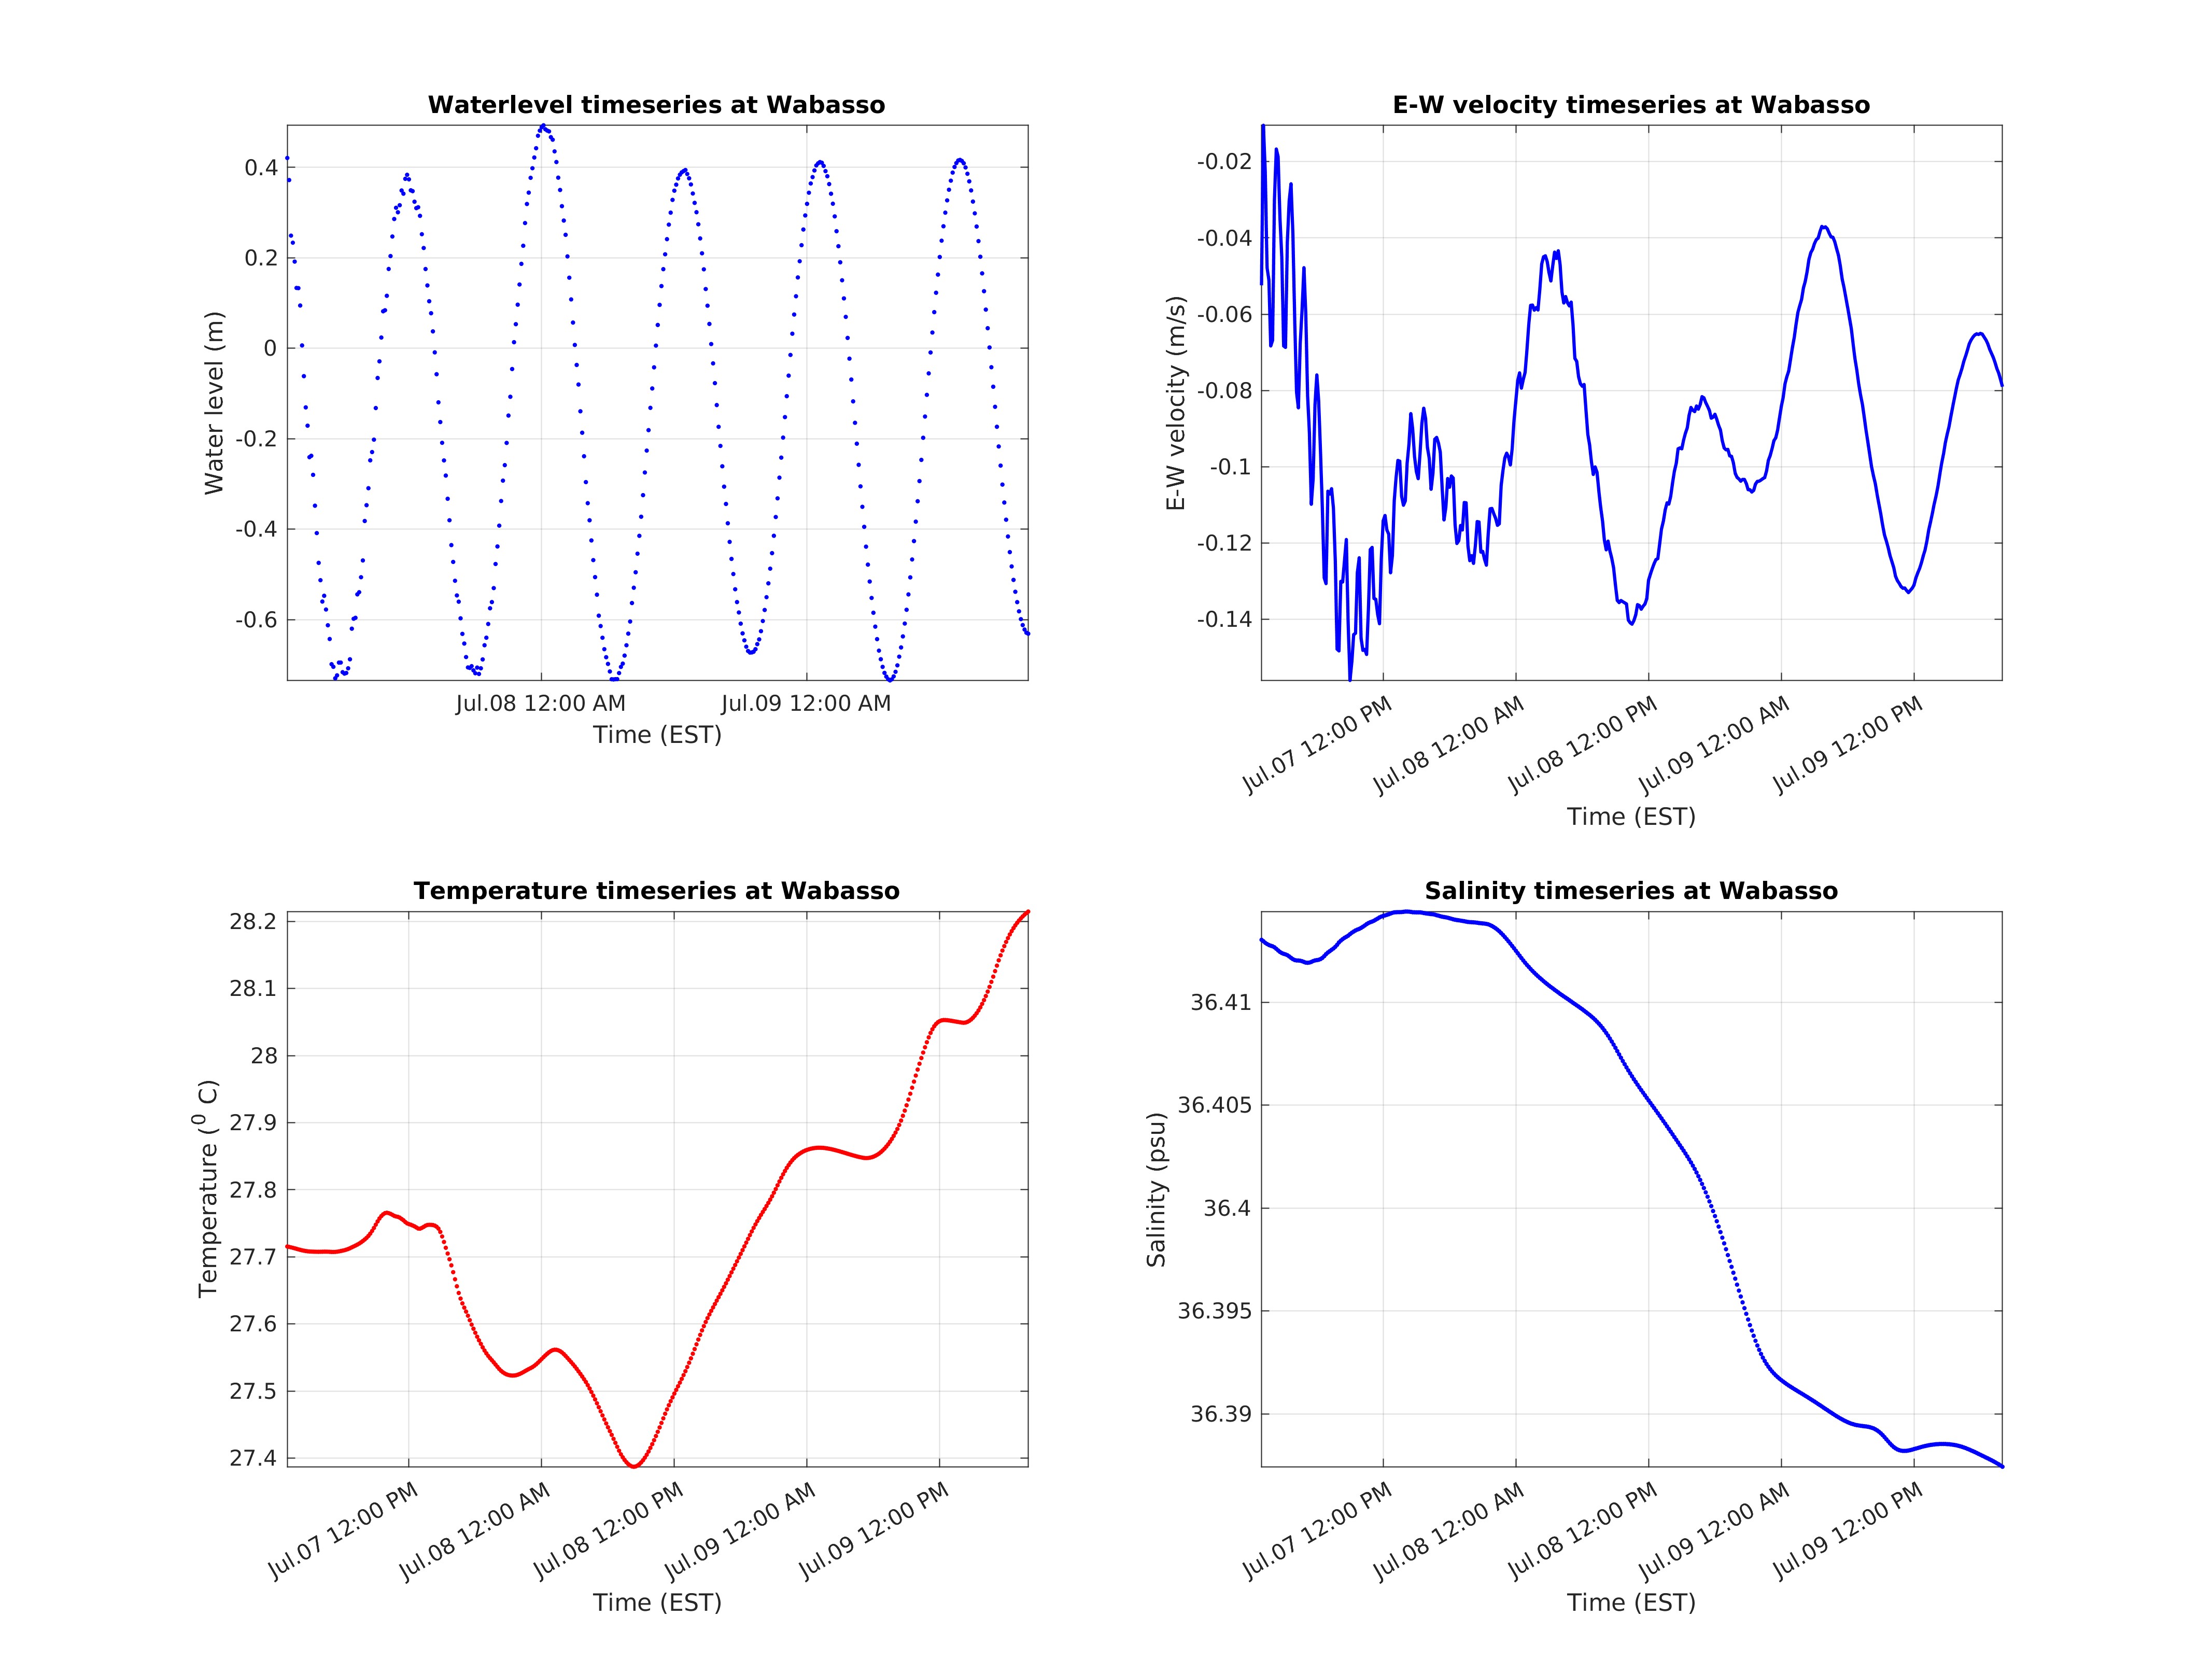 Waterlevel timeseries at Wabasso
0.4
0.2
0
-0.2
-0.4
-0.6
Water level (m)
Jul.08 12:00 AM
Jul.09 12:00 AM
Time (EST)
E-W velocity timeseries at Wabasso
-0.02
-0.04
-0.06
-0.08
-0.1
-0.12
-0.14
E-W velocity (m/s)
Jul.07 12:00 PM
Jul.08 12:00 AM
Jul.08 12:00 PM
Jul.09 12:00 AM
Jul.09 12:00 PM
Time (EST)
Temperature timeseries at Wabasso
28.2
28.1
28
27.9
27.8
27.7
27.6
27.5
27.4
Temperature (⁰ C)
Jul.07 12:00 PM
Jul.08 12:00 AM
Jul.08 12:00 PM
Jul.09 12:00 AM
Jul.09 12:00 PM
Time (EST)
Salinity timeseries at Wabasso
36.41
36.405
36.4
36.395
36.39
Salinity (psu)
Jul.07 12:00 PM
Jul.08 12:00 AM
Jul.08 12:00 PM
Jul.09 12:00 AM
Jul.09 12:00 PM
Time (EST)